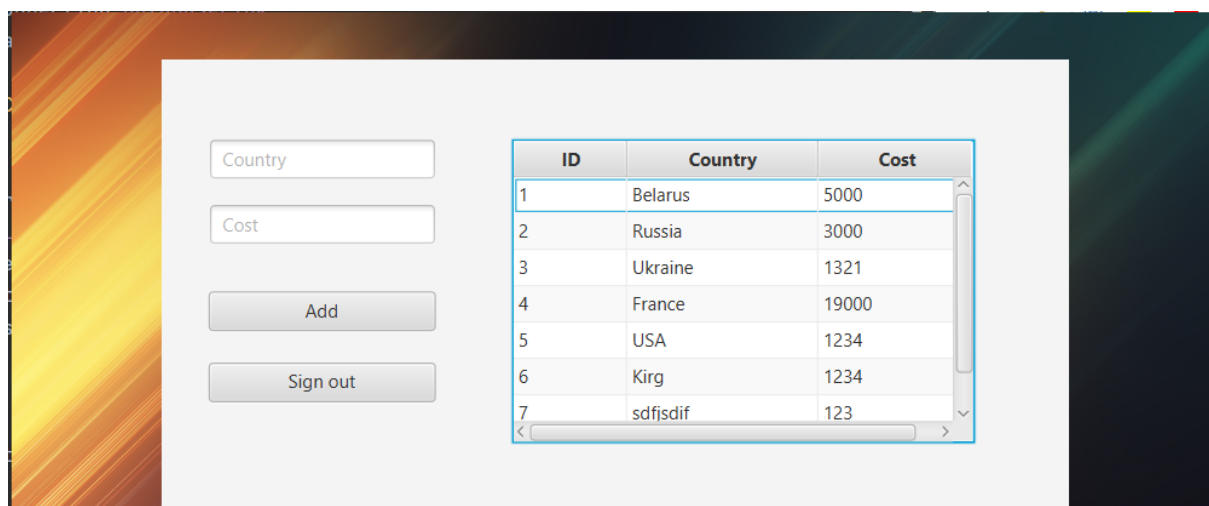 Country
Cost
Add
Sign out
ID Country Cost
1 Belarus 5000
2 Russia 3000
3 Ukraine 1321
4 France 19000
5 USA 1234
6 Kirg 1234
7 sdfjsdif 123